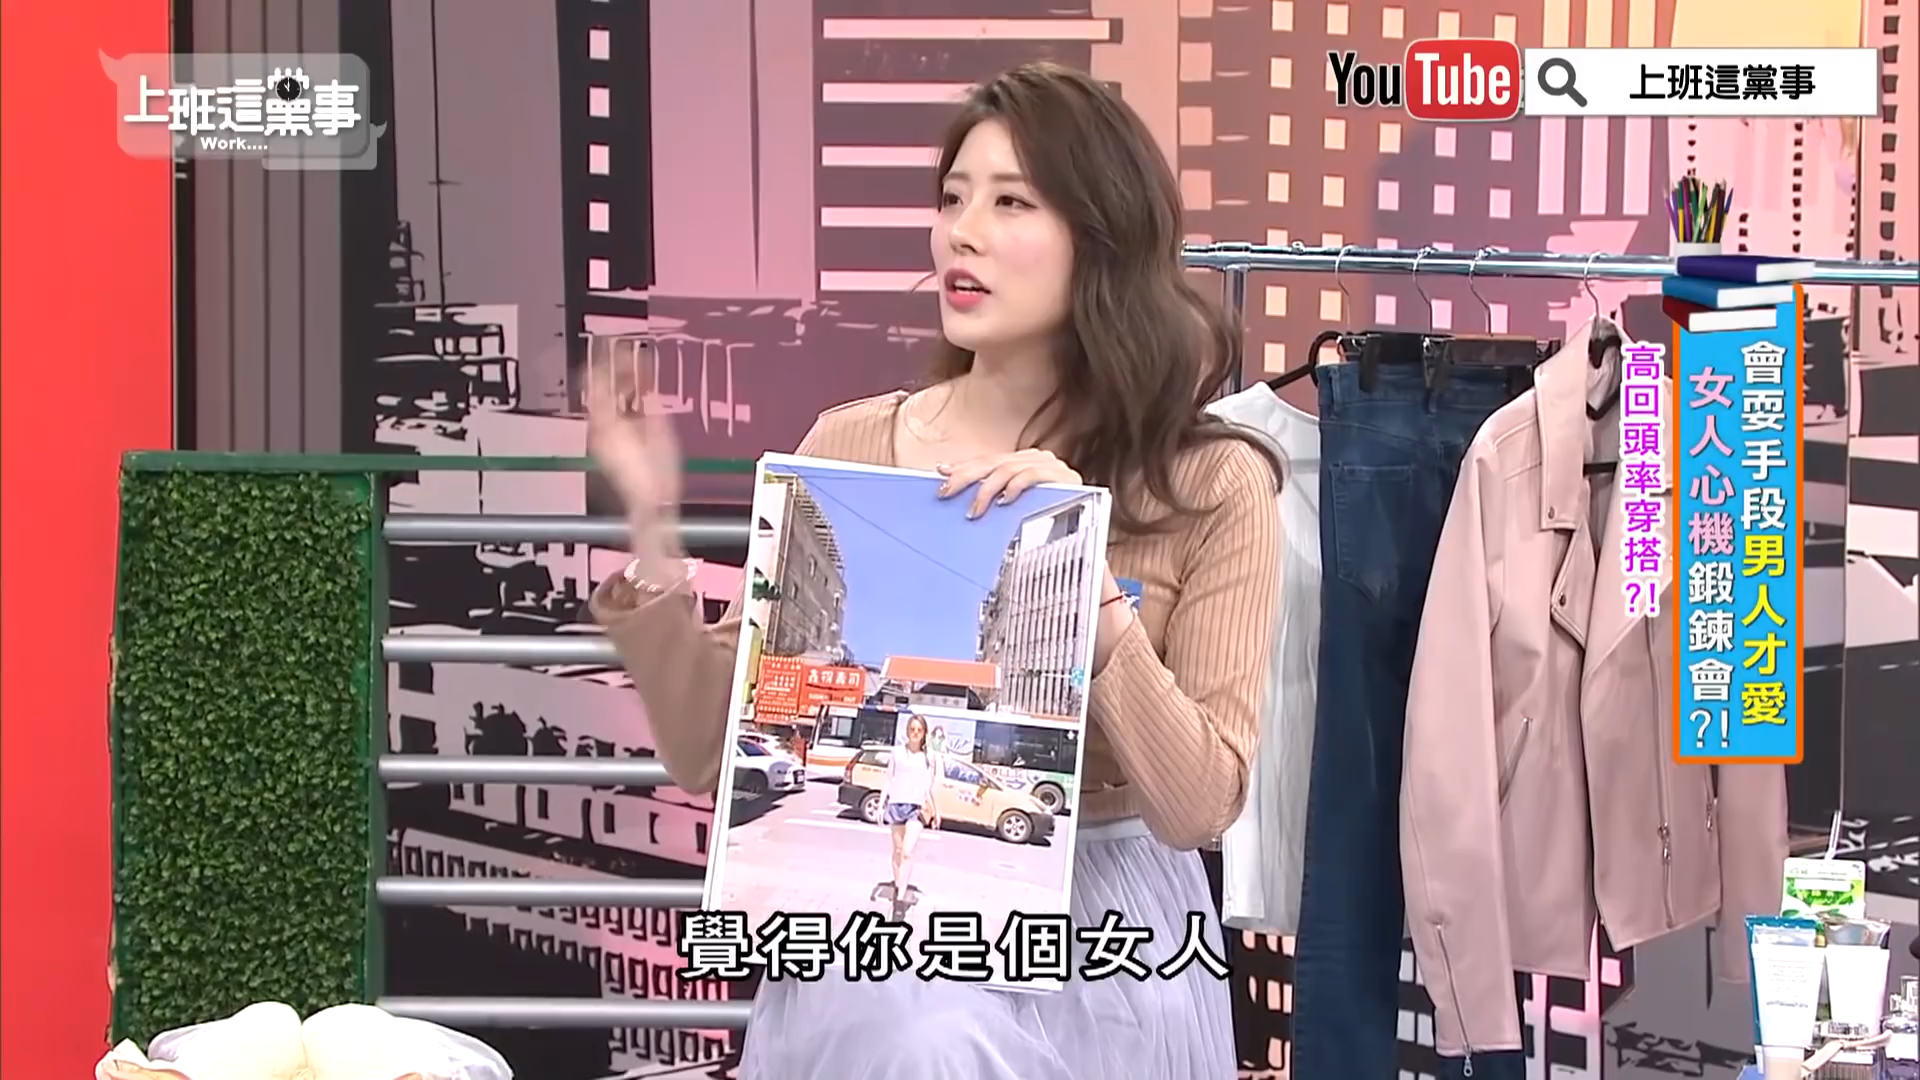 上班這黨事
Work....
YouTube
上班這黨事
會耍手段男人才愛
女人心機鍛鍊會?!
高回頭率穿搭?!
壽司
覺得你是個女人